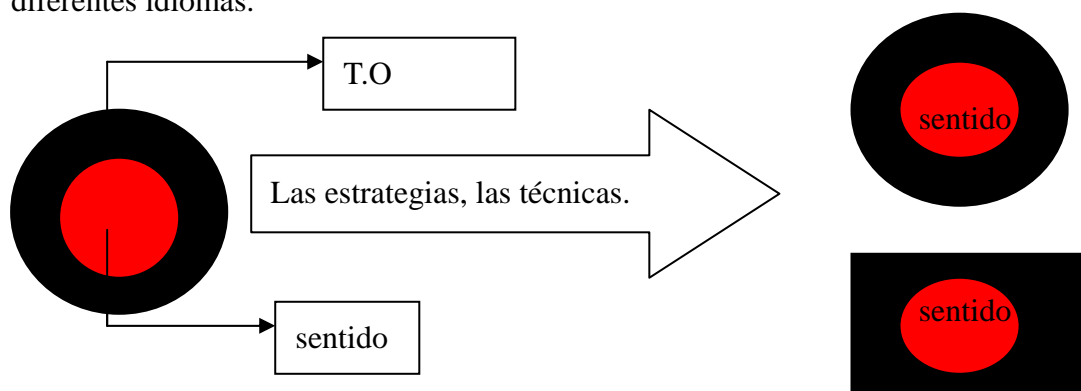 diferentes idiomas.
T.O
sentido
Las estrategias, las técnicas.
sentido
sentido